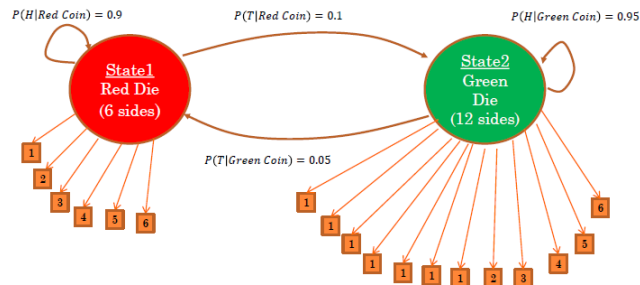 P(H|Red Coin) = 0.9
P(T|Red Coin) = 0.1
P(H|Green Coin) = 0.95
State1
Red Die
(6 sides)
State2
Green
Die
(12 sides)
P(T|Green Coin) = 0.05
1
2
3
4
5
6
1
1
1
1
1
1
1
2
3
4
5
6